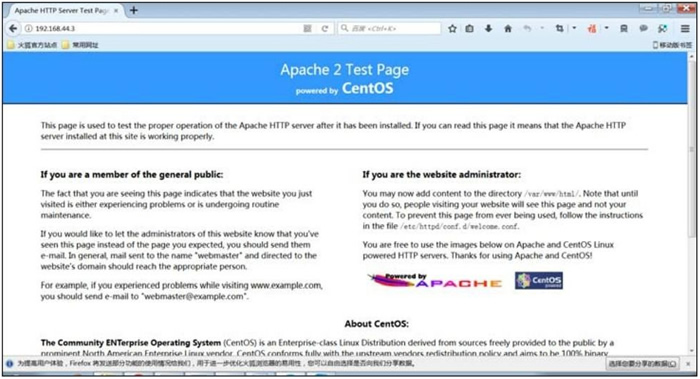 Apache HTTP Server Test Pag
192.168.44.3
百度 <Ctrl+K>
火狐官方站点 常用网址
移动版书签
Apache 2 Test Page
powered by CentOS
This page is used to test the proper operation of the Apache HTTP server after it has been installed. If you can read this page it means that the Apache HTTP
server installed at this site is working properly.
If you are a member of the general public:
The fact that you are seeing this page indicates that the website you just
visited is either experiencing problems or is undergoing routine
maintenance.
If you would like to let the administrators of this website know that you've
seen this page instead of the page you expected, you should send them
e-mail. In general, mail sent to the name "webmaster" and directed to the
website's domain should reach the appropriate person.
For example, if you experienced problems while visiting www.example.com,
you should send e-mail to "webmaster@example.com".
If you are the website administrator:
You may now add content to the directory /var/www/html/. Note that until
you do so, people visiting your website will see this page and not your
content. To prevent this page from ever being used, follow the instructions
in the file /etc/httpd/conf.d/welcome.conf.
You are free to use the images below on Apache and CentOS Linux
powered HTTP servers. Thanks for using Apache and CentOS!
Powered by
APACHE
CentOS
powered
About CentOS:
The Community ENTerprise Operating System (CentOS) is an Enterprise-class Linux Distribution derived from sources freely provided to the public by a
prominent North American Enterprise Linux vendor. CentOS conforms fully with the upstream vendors redistribution policy and aims to be 100% binary
为提高用户体验，Firefox 将发送部分功能的使用情况给我们，用于进一步优化火狐浏览器的易用性，您可以自由选择是否向我们分享数据。
选择您要分享的数据(C)